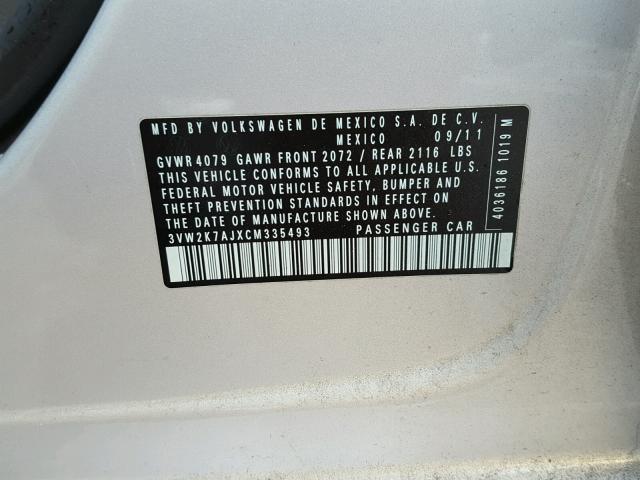 MFD BY VOLKSWAGEN DE MEXICO S.A. DE C.V.
MEXICO 09/11
GVWR 4079 GAWR FRONT 2072 / REAR 2116 LBS
THIS VEHICLE CONFORMS TO ALL APPLICABLE U.S.
FEDERAL MOTOR VEHICLE SAFETY, BUMPER AND
THEFT PREVENTION STANDARDS IN EFFECT ON
THE DATE OF MANUFACTURE SHOWN ABOVE.
3VW2K7AJXCM335493 PASSENGER CAR
4036186 1019 M